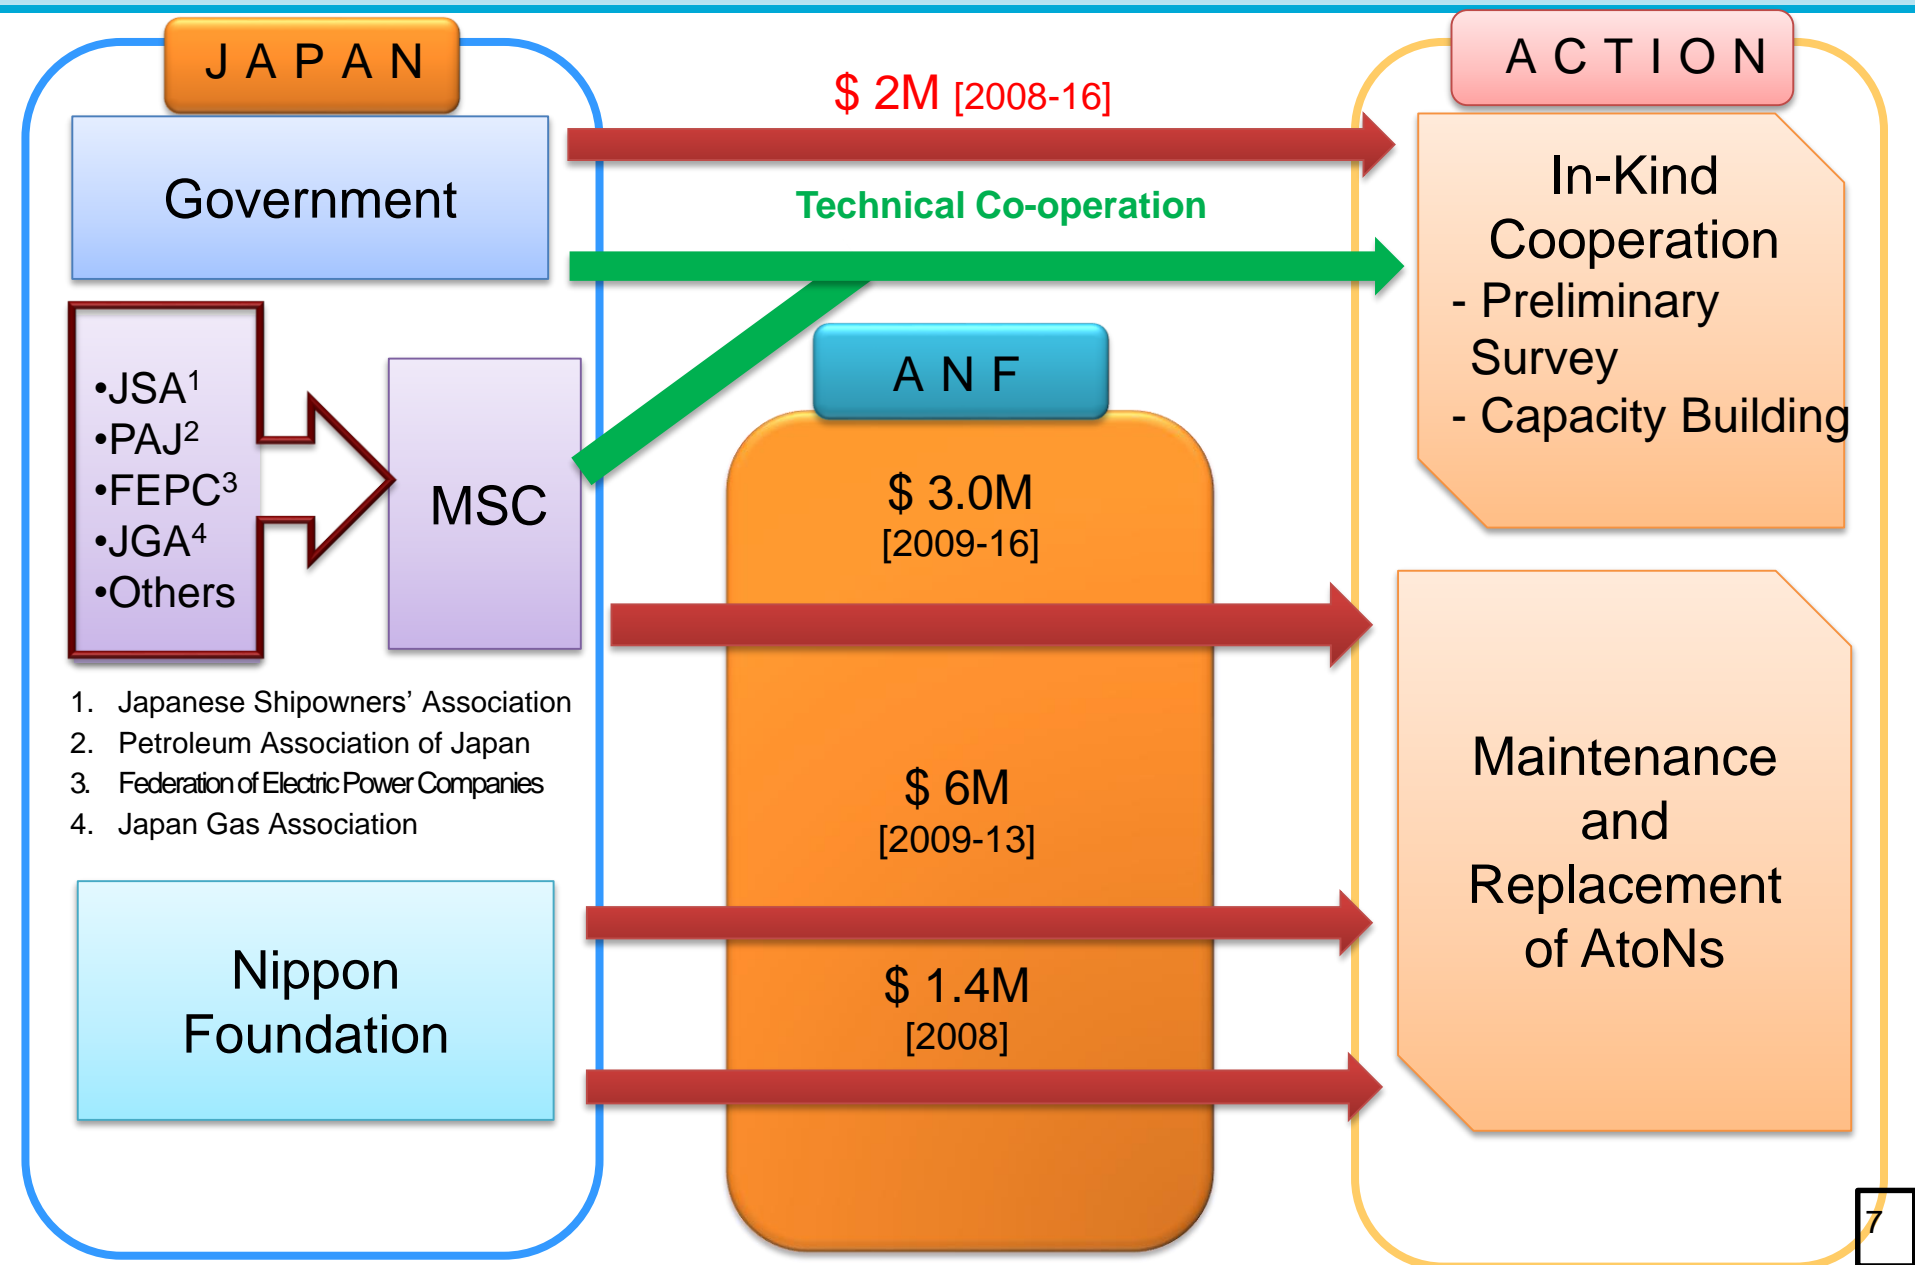 J A P A N
Government
•JSA1
•PAJ2
•FEPC3
•JGA4
•Others
MSC
1. Japanese Shipowners’ Association
2. Petroleum Association of Japan
3. Federation of Electric Power Companies
4. Japan Gas Association
Nippon
Foundation
$ 2M [2008-16]
Technical Co-operation
A N F
$ 3.0M
[2009-16]
$ 6M
[2009-13]
$ 1.4M
[2008]
A C T I O N
In-Kind
Cooperation
- Preliminary
Survey
- Capacity Building
Maintenance
and
Replacement
of AtoNs
7